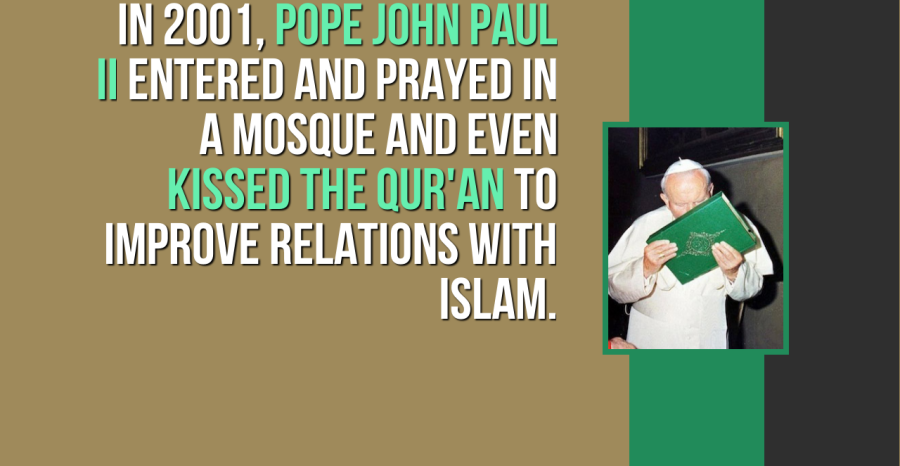 IN 2001, POPE JOHN PAUL
II ENTERED AND PRAYED IN
A MOSQUE AND EVEN
KISSED THE QUR'AN TO
IMPROVE RELATIONS WITH
ISLAM.